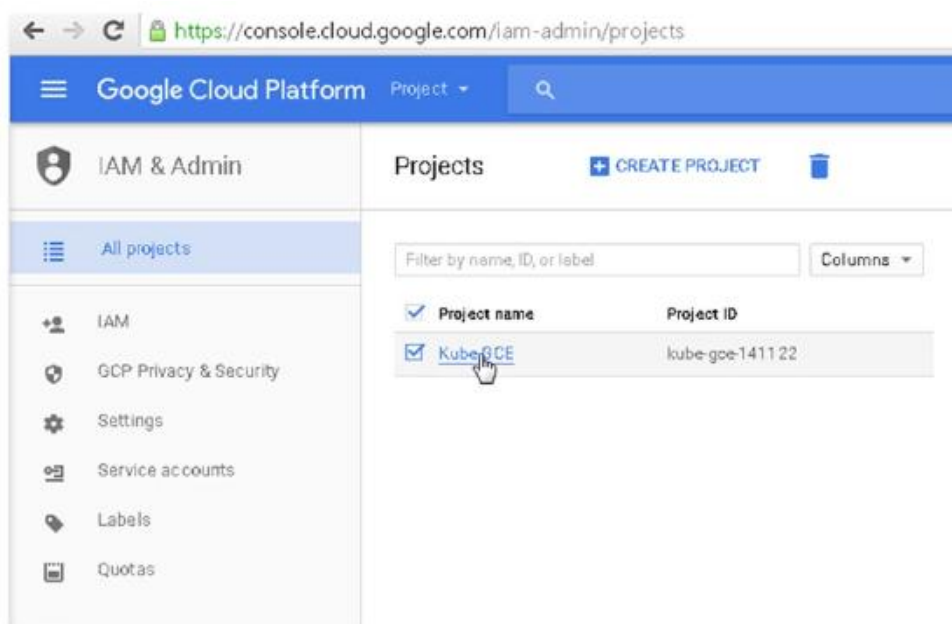 https://console.cloud.google.com/iam-admin/projects
Google Cloud Platform Project
IAM & Admin
Projects CREATE PROJECT
All projects
Filter by name, ID, or label Columns
Project name Project ID
Kube-GCE kube-gce-141122
IAM
GCP Privacy & Security
Settings
Service accounts
Labels
Quotas